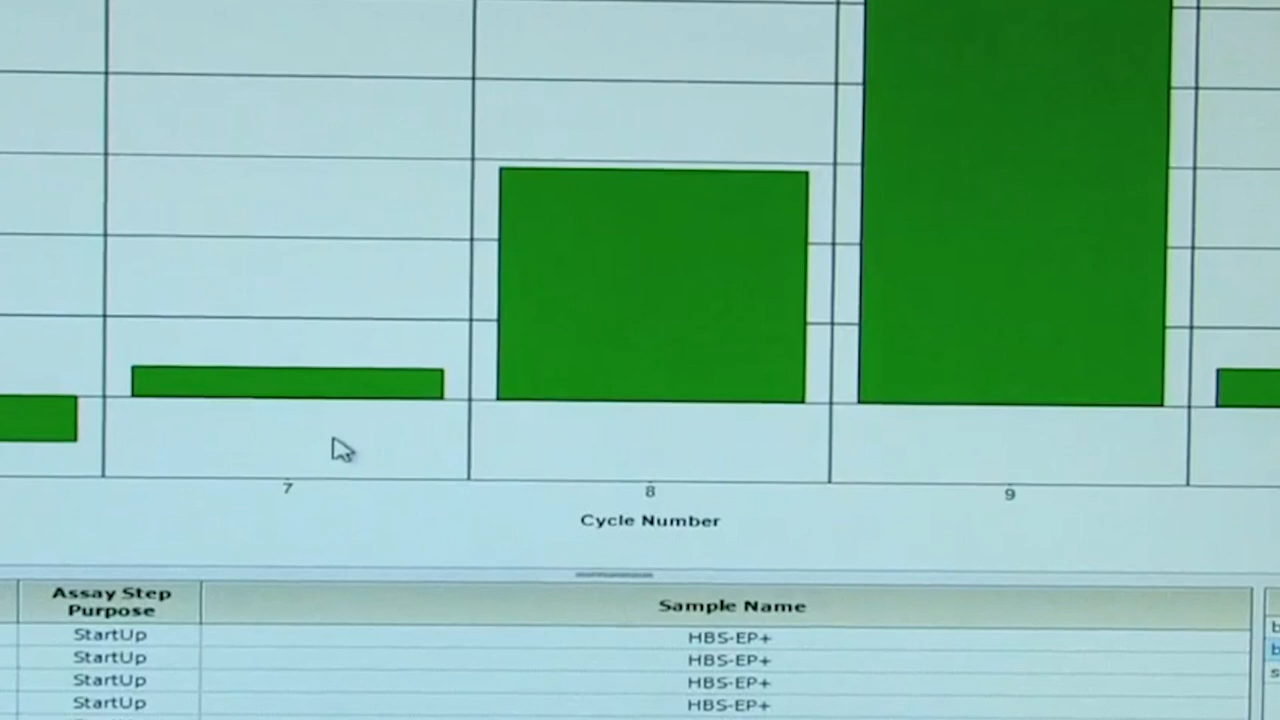 7 8 9
Cycle Number
Assay Step Purpose Sample Name
StartUp HBS-EP+
StartUp HBS-EP+
StartUp HBS-EP+
StartUp HBS-EP+